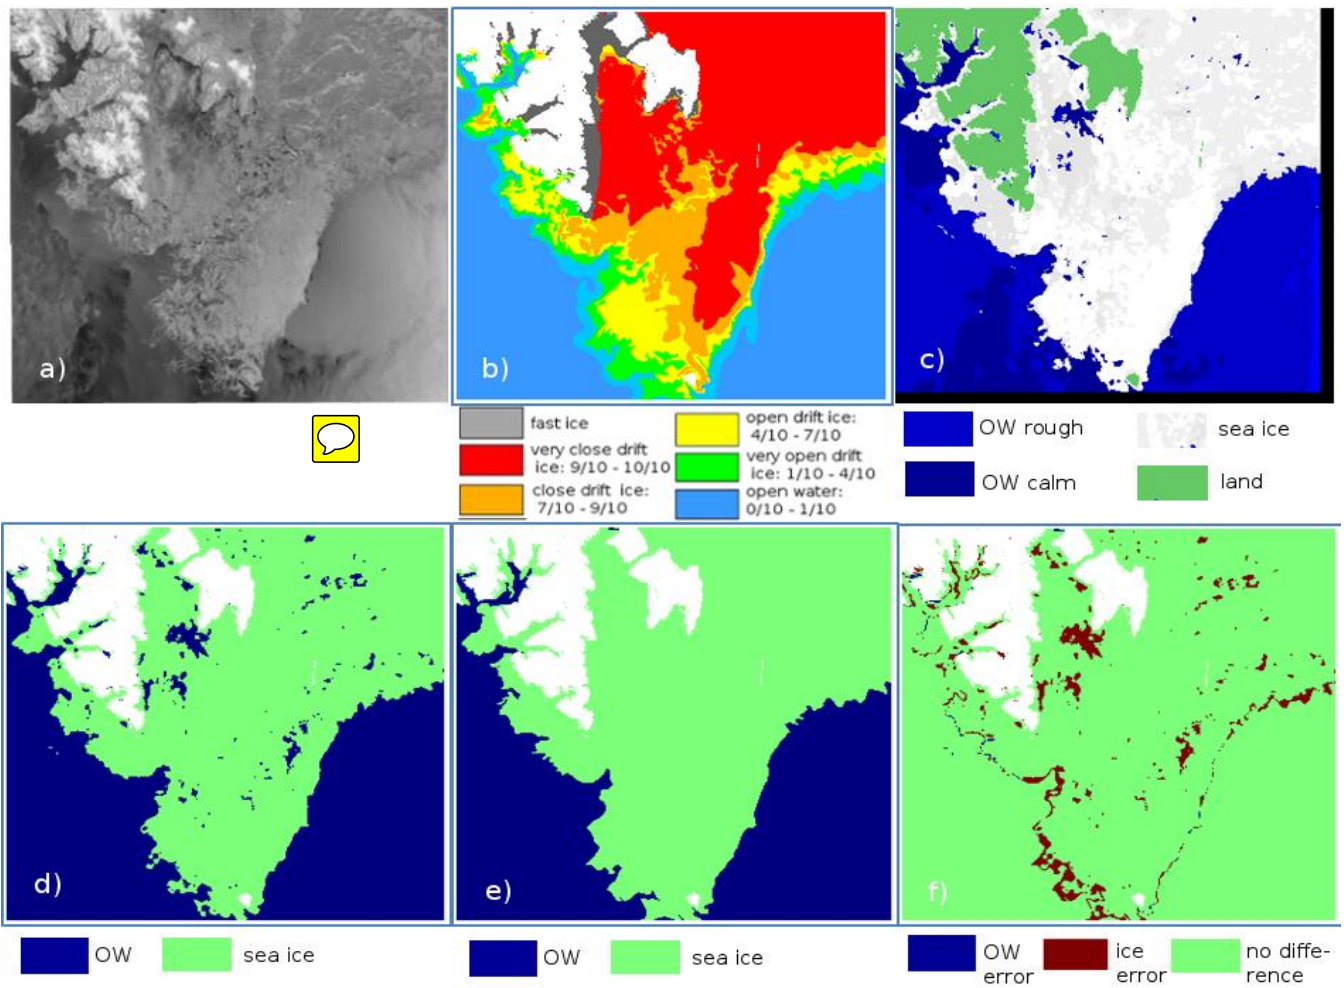 a)
b)
c)
fast ice
very close drift
ice: 9/10 - 10/10
close drift ice:
7/10 - 9/10
open drift ice:
4/10 - 7/10
very open drift
ice: 1/10 - 4/10
open water:
0/10 - 1/10
OW rough
sea ice
OW calm
land
d)
e)
f)
OW
sea ice
OW
sea ice
OW
error
ice
error
no diffe-
rence